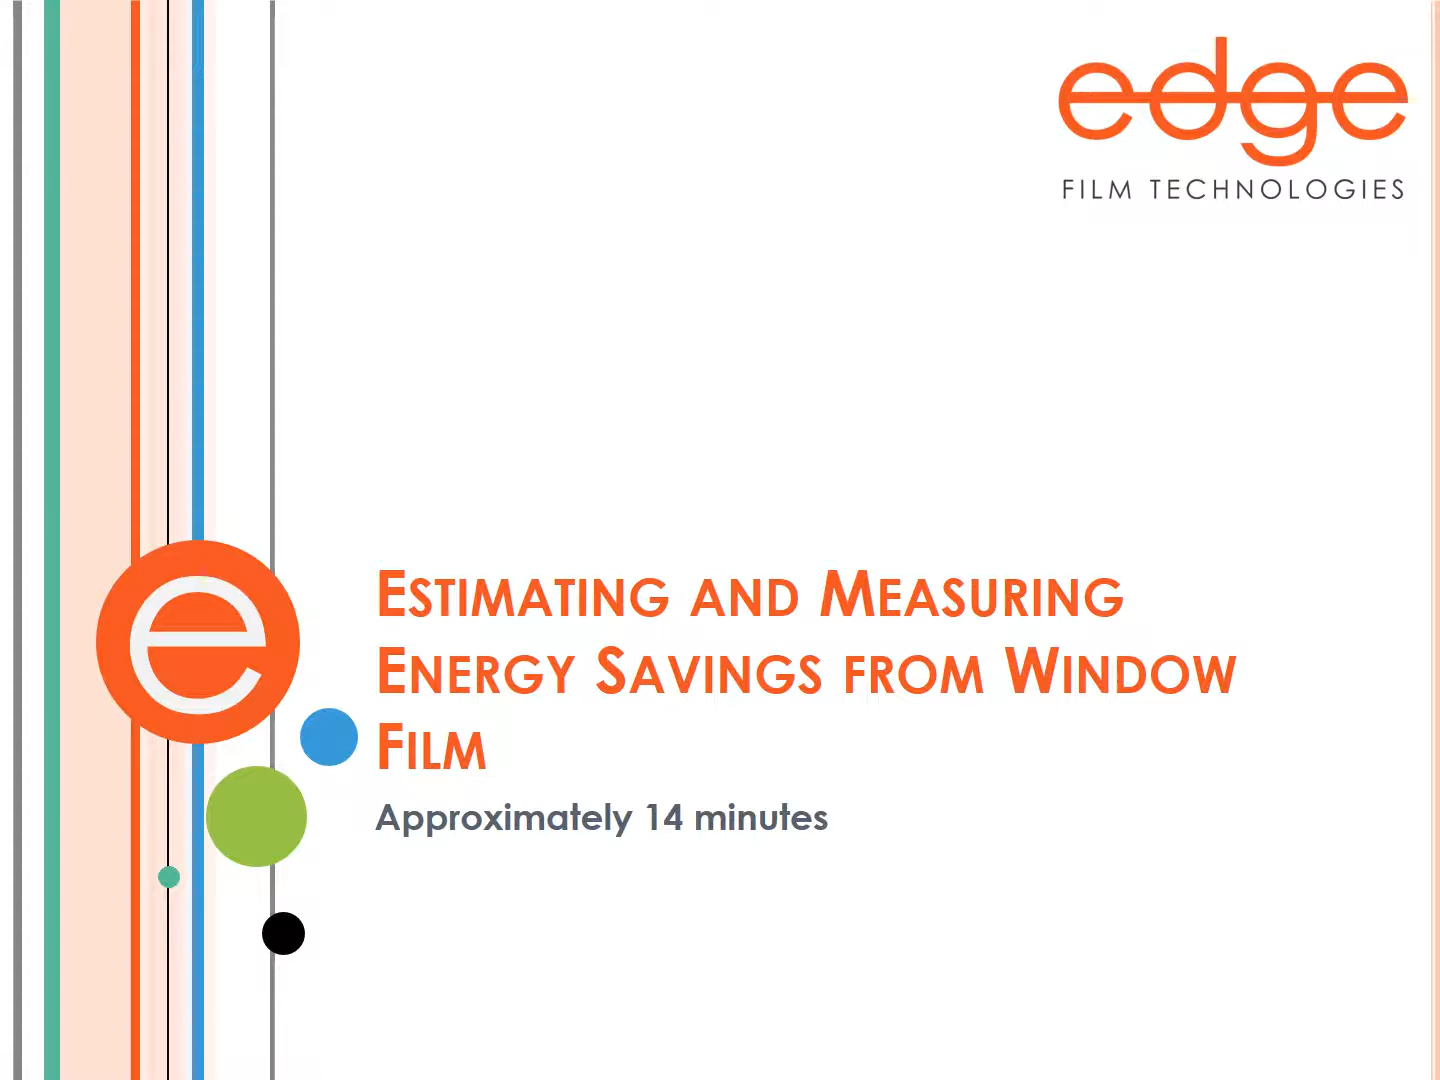 edge
FILM TECHNOLOGIES
e
ESTIMATING AND MEASURING
ENERGY SAVINGS FROM WINDOW
FILM
Approximately 14 minutes